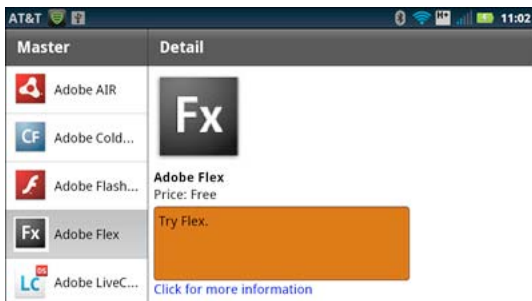 AT&T H+ 11:02
Master
Detail
Adobe AIR
CF Adobe Cold...
Adobe Flash...
Fx Adobe Flex
LC DS Adobe LiveC...
Fx
Adobe Flex
Price: Free
Try Flex.
Click for more information